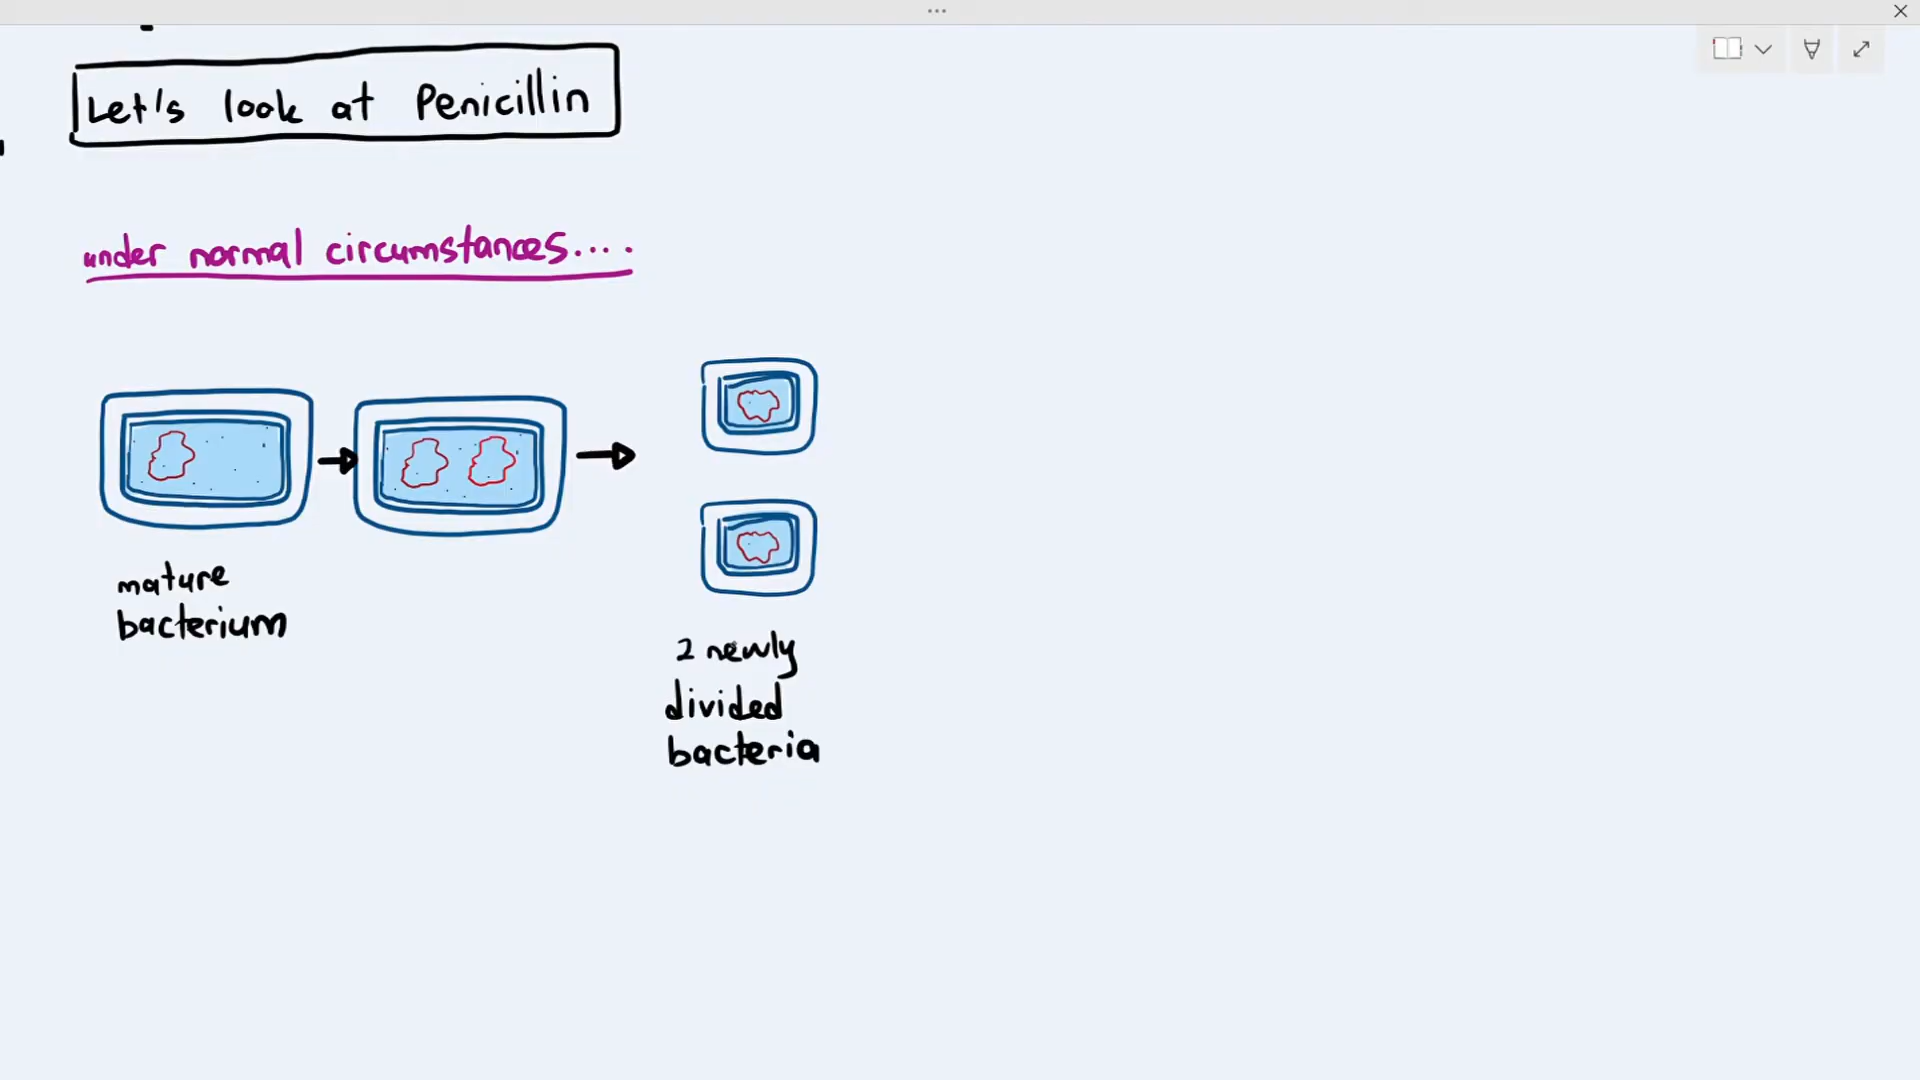 Let's look at Penicillin
under normal circumstances....
mature
bacterium
2 newly
divided
bacteria